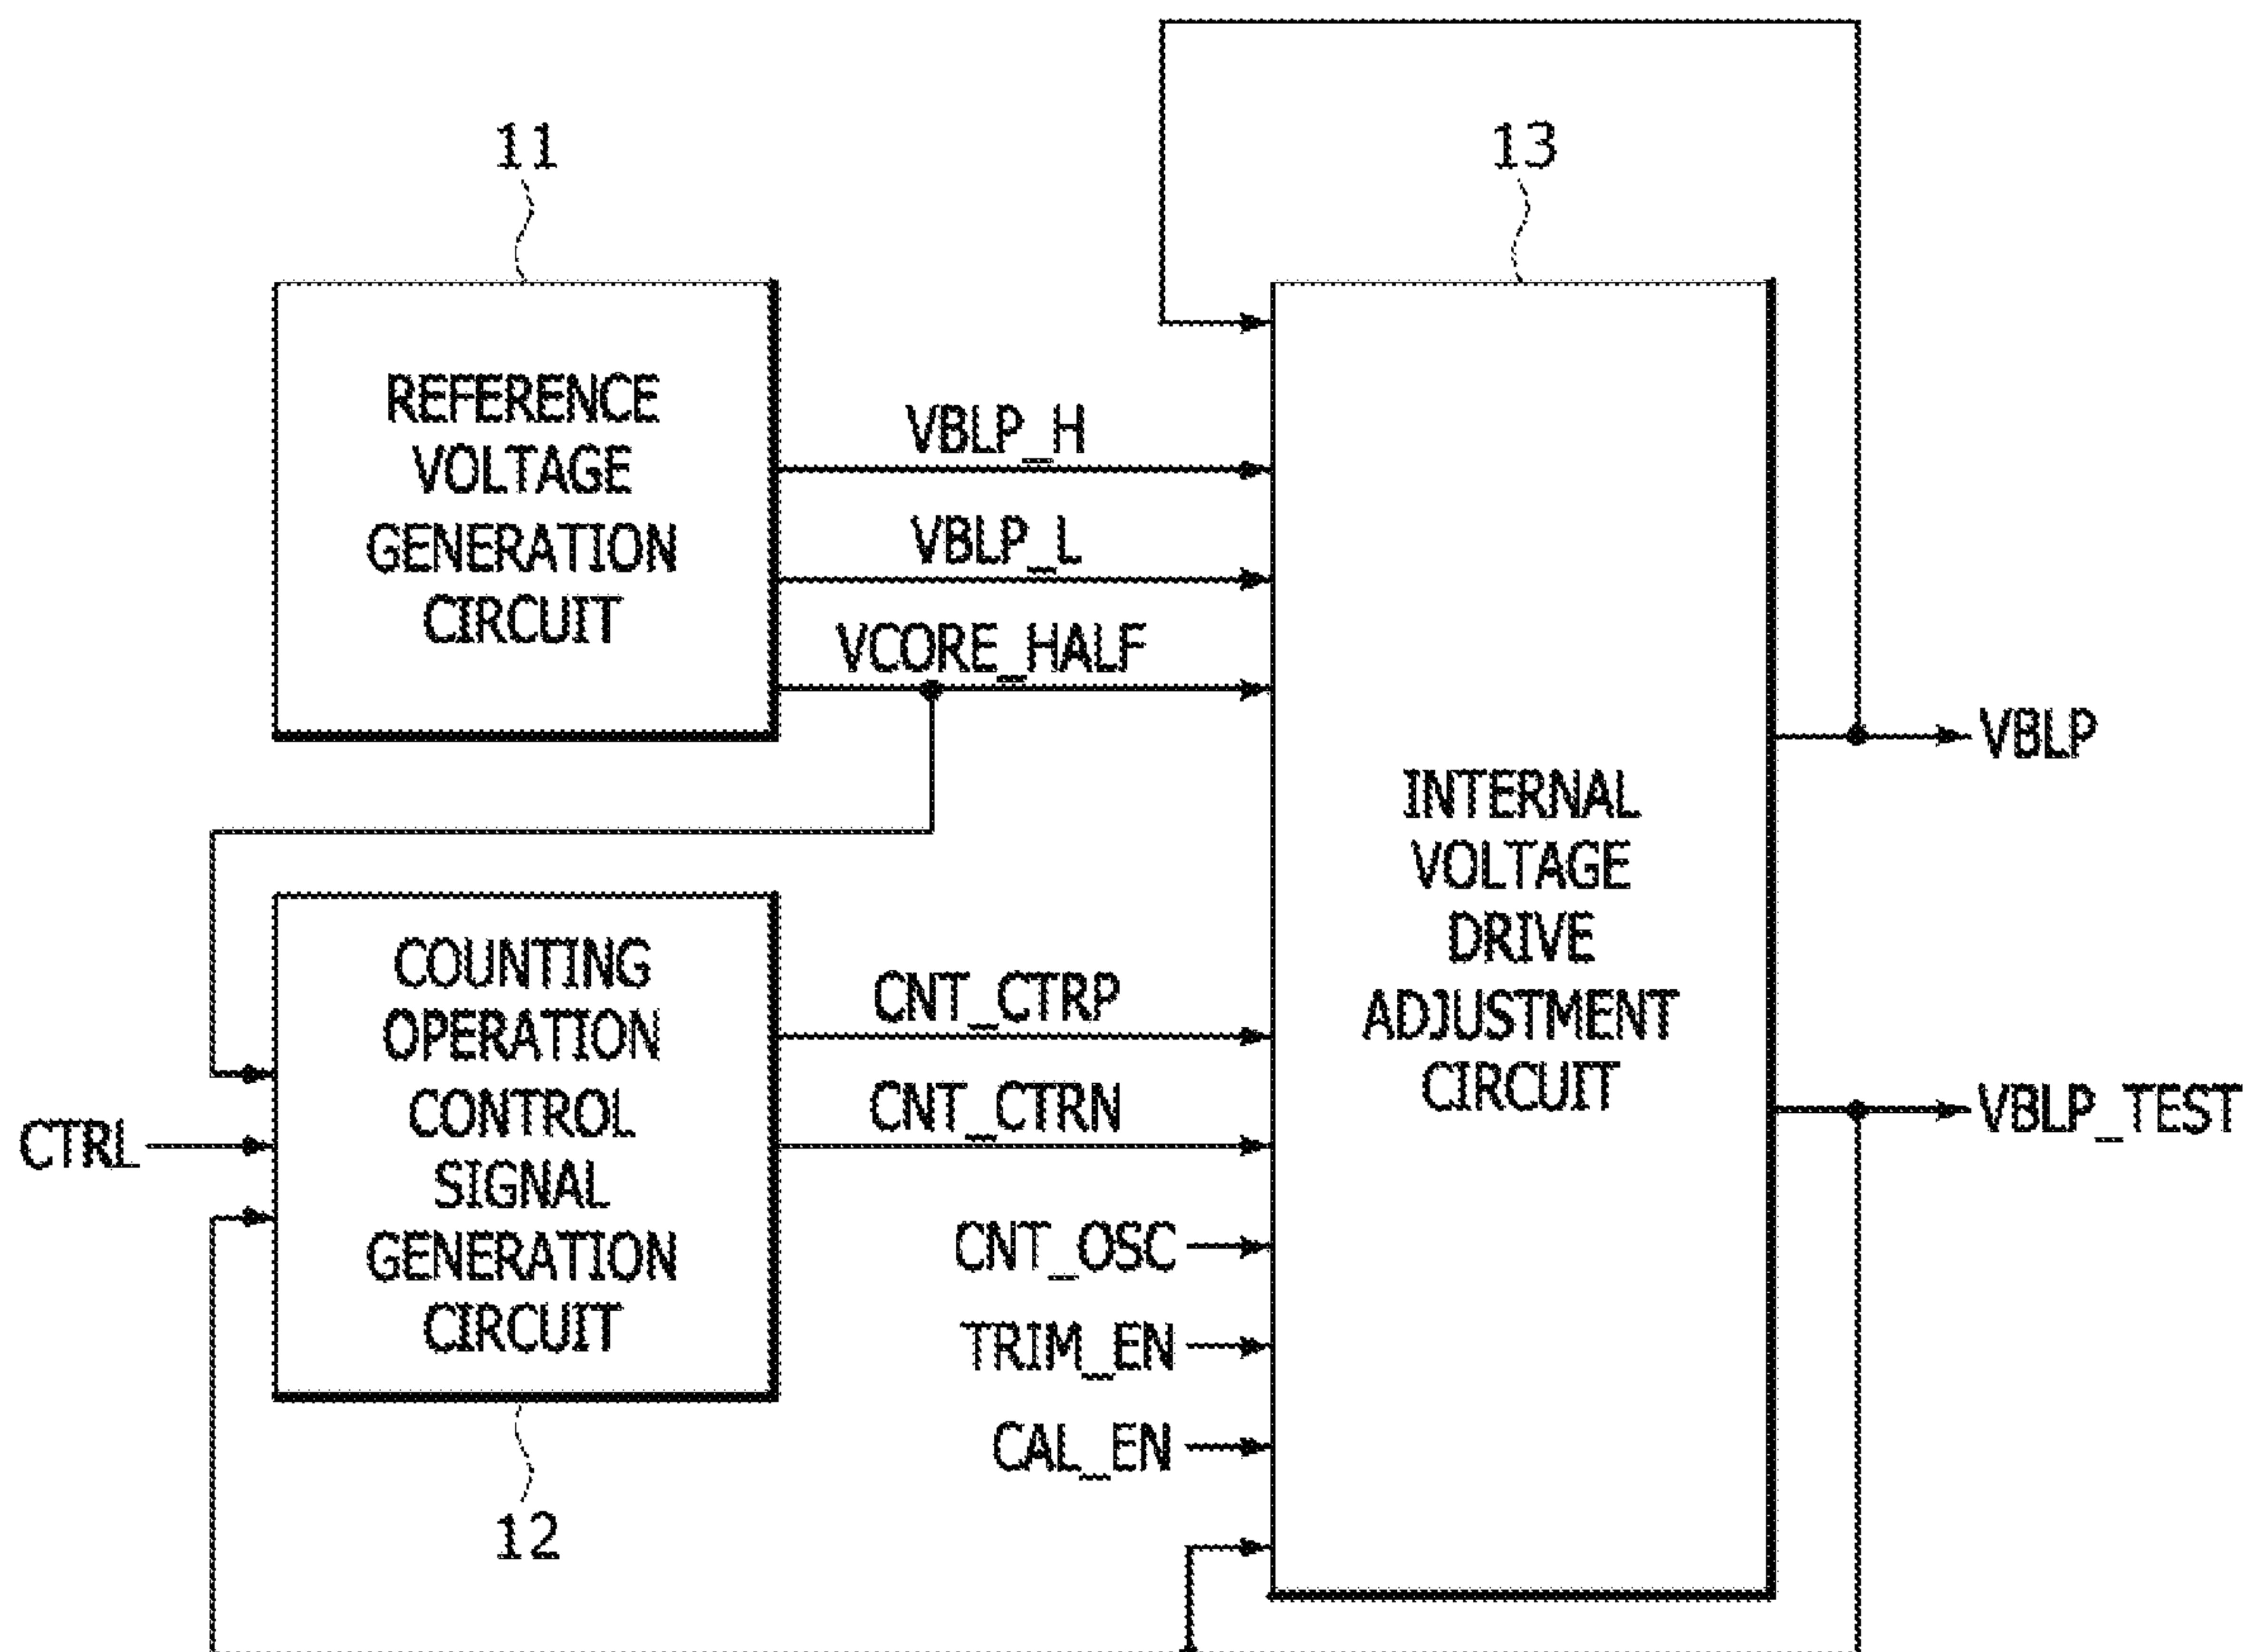 11
13
REFERENCE
VOLTAGE
GENERATION
CIRCUIT
VBLP_H
VBLP_L
VCORE_HALF
VBLP
INTERNAL
VOLTAGE
DRIVE
ADJUSTMENT
CIRCUIT
COUNTING
OPERATION
CONTROL
SIGNAL
GENERATION
CIRCUIT
CTRL
CNT_CTRP
CNT_CTRN
VBLP_TEST
CNT_OSC
TRIM_EN
CAL_EN
12